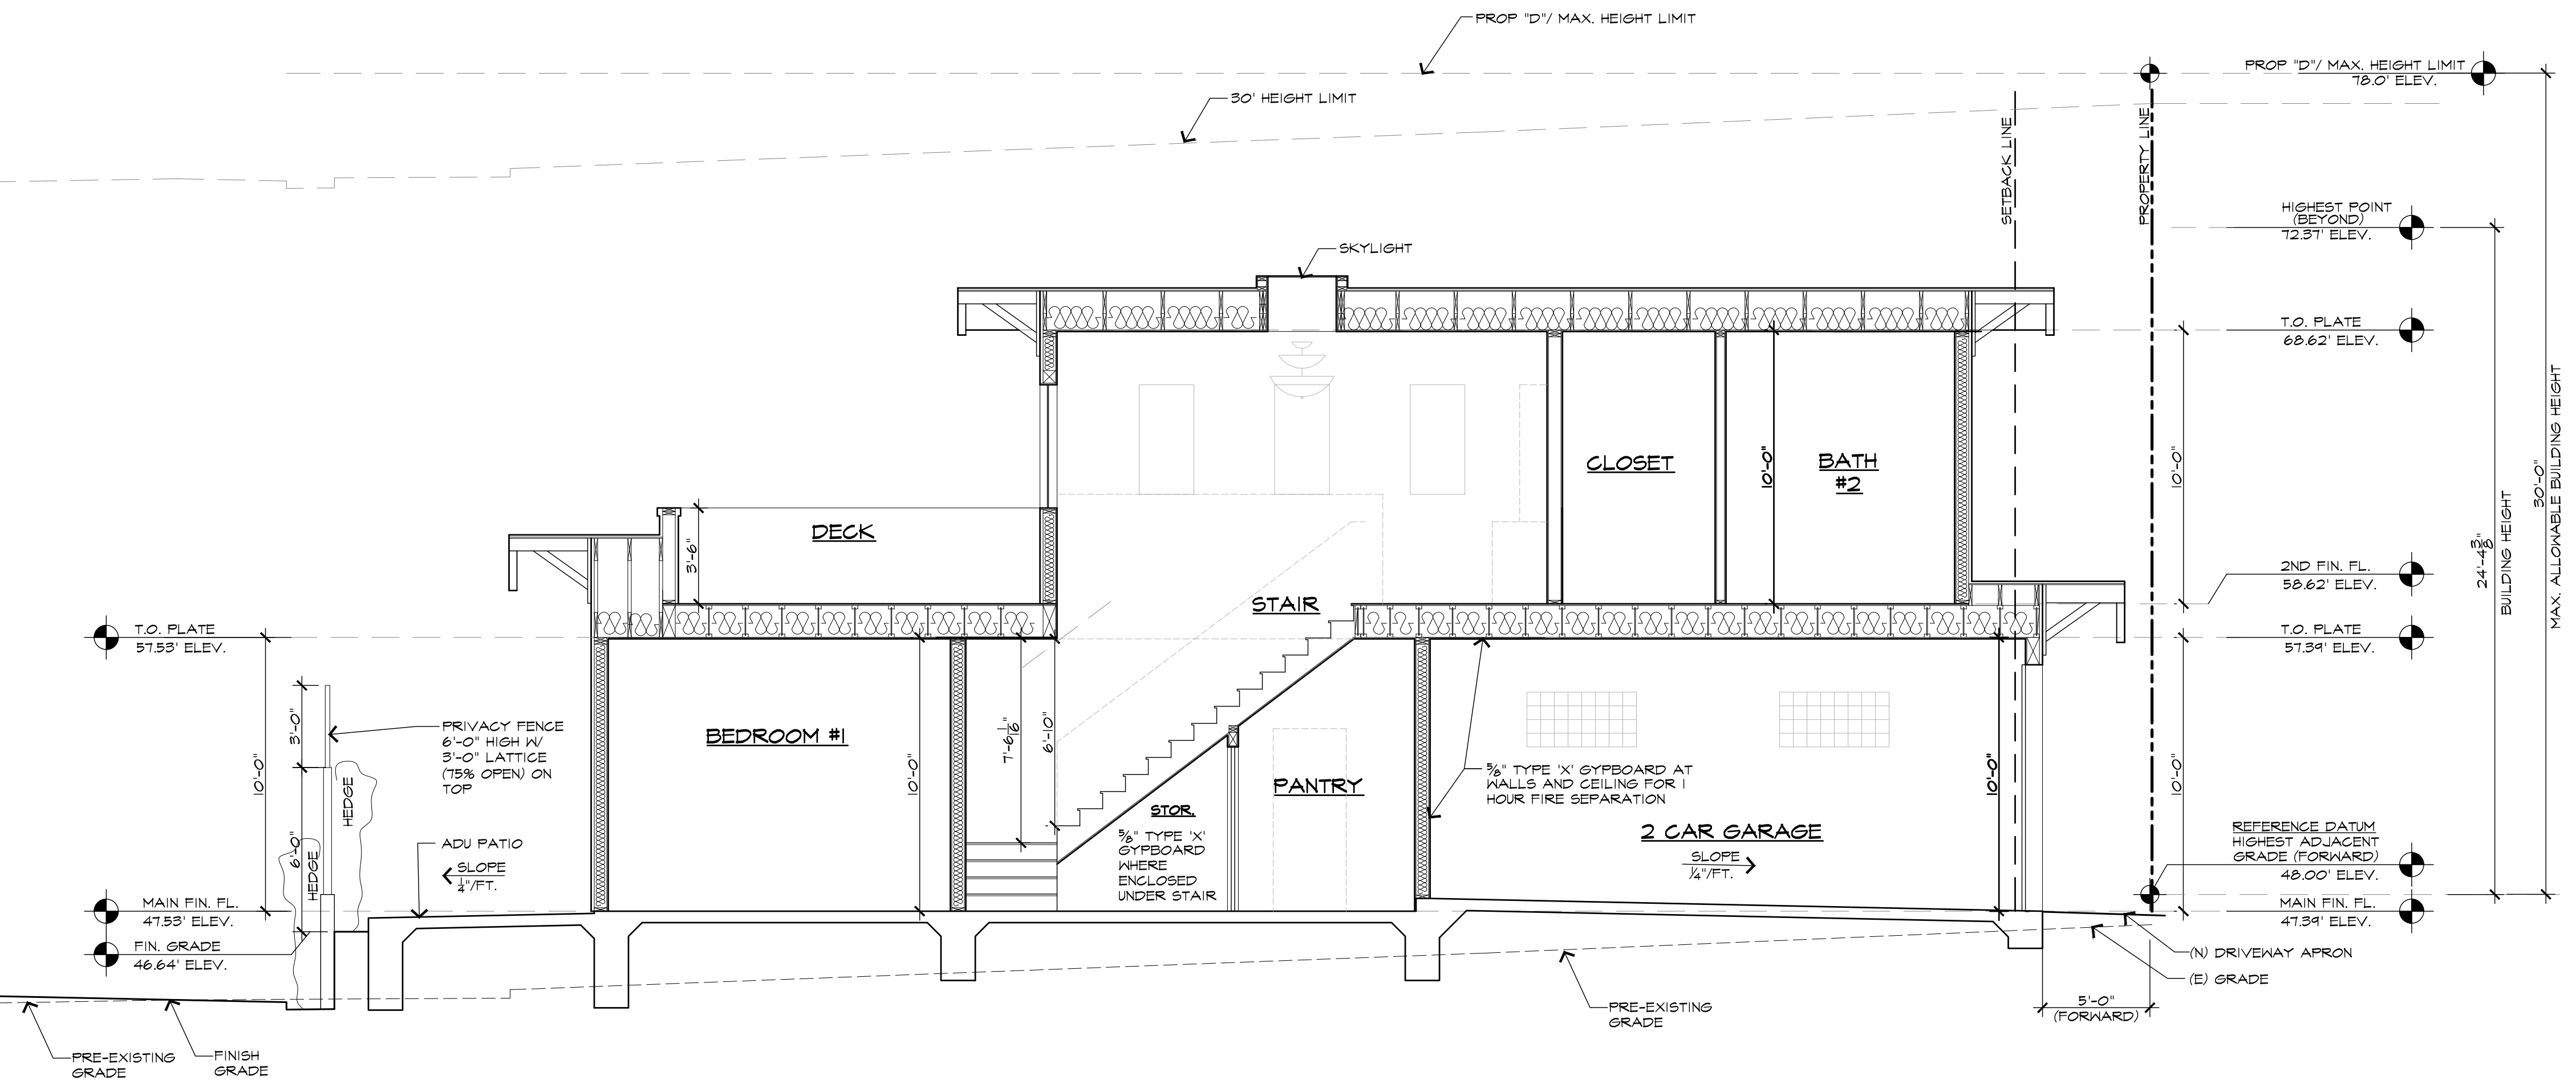 PROP "D"/ MAX. HEIGHT LIMIT
PROP "D"/ MAX. HEIGHT LIMIT
78.0' ELEV.
30' HEIGHT LIMIT
SETBACK LINE
PROPERTY LINE
HIGHEST POINT
(BEYOND)
72.37' ELEV.
SKYLIGHT
T.O. PLATE
68.62' ELEV.
CLOSET
10'-0"
BATH
#2
10'-0"
30'-0"
MAX. ALLOWABLE BUILDING HEIGHT
24'-4 3/8"
BUILDING HEIGHT
DECK
3'-6"
STAIR
2ND FIN. FL.
58.62' ELEV.
T.O. PLATE
57.53' ELEV.
T.O. PLATE
57.39' ELEV.
10'-0"
3'-0"
6'-0"
HEDGE
HEDGE
PRIVACY FENCE
6'-0" HIGH W/
3'-0" LATTICE
(75% OPEN) ON
TOP
BEDROOM #1
10'-0"
7'-6 1/16"
6'-10"
PANTRY
STOR.
5/8" TYPE 'X'
GYPBOARD
WHERE
ENCLOSED
UNDER STAIR
5/8" TYPE 'X' GYPBOARD AT
WALLS AND CEILING FOR 1
HOUR FIRE SEPARATION
2 CAR GARAGE
SLOPE
1/4"/FT.
10'-0"
10'-0"
REFERENCE DATUM
HIGHEST ADJACENT
GRADE (FORWARD)
48.00' ELEV.
ADU PATIO
SLOPE
1/4"/FT.
MAIN FIN. FL.
47.53' ELEV.
FIN. GRADE
46.64' ELEV.
MAIN FIN. FL.
47.39' ELEV.
(N) DRIVEWAY APRON
(E) GRADE
5'-0"
(FORWARD)
PRE-EXISTING
GRADE
PRE-EXISTING
GRADE
FINISH
GRADE